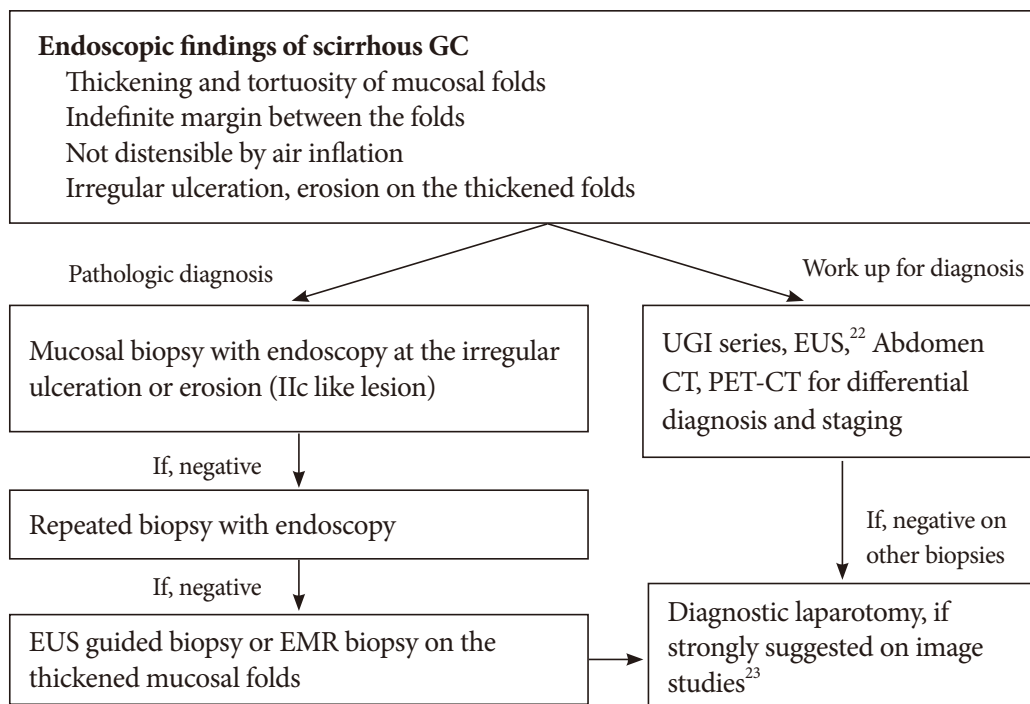 Endoscopic findings of scirrhous GC
Thickening and tortuosity of mucosal folds
Indefinite margin between the folds
Not distensible by air inflation
Irregular ulceration, erosion on the thickened folds
Pathologic diagnosis
Work up for diagnosis
Mucosal biopsy with endoscopy at the irregular
ulceration or erosion (IIc like lesion)
UGI series, EUS,22 Abdomen
CT, PET-CT for differential
diagnosis and staging
If, negative
Repeated biopsy with endoscopy
If, negative on
other biopsies
If, negative
EUS guided biopsy or EMR biopsy on the
thickened mucosal folds
Diagnostic laparotomy, if
strongly suggested on image
studies23